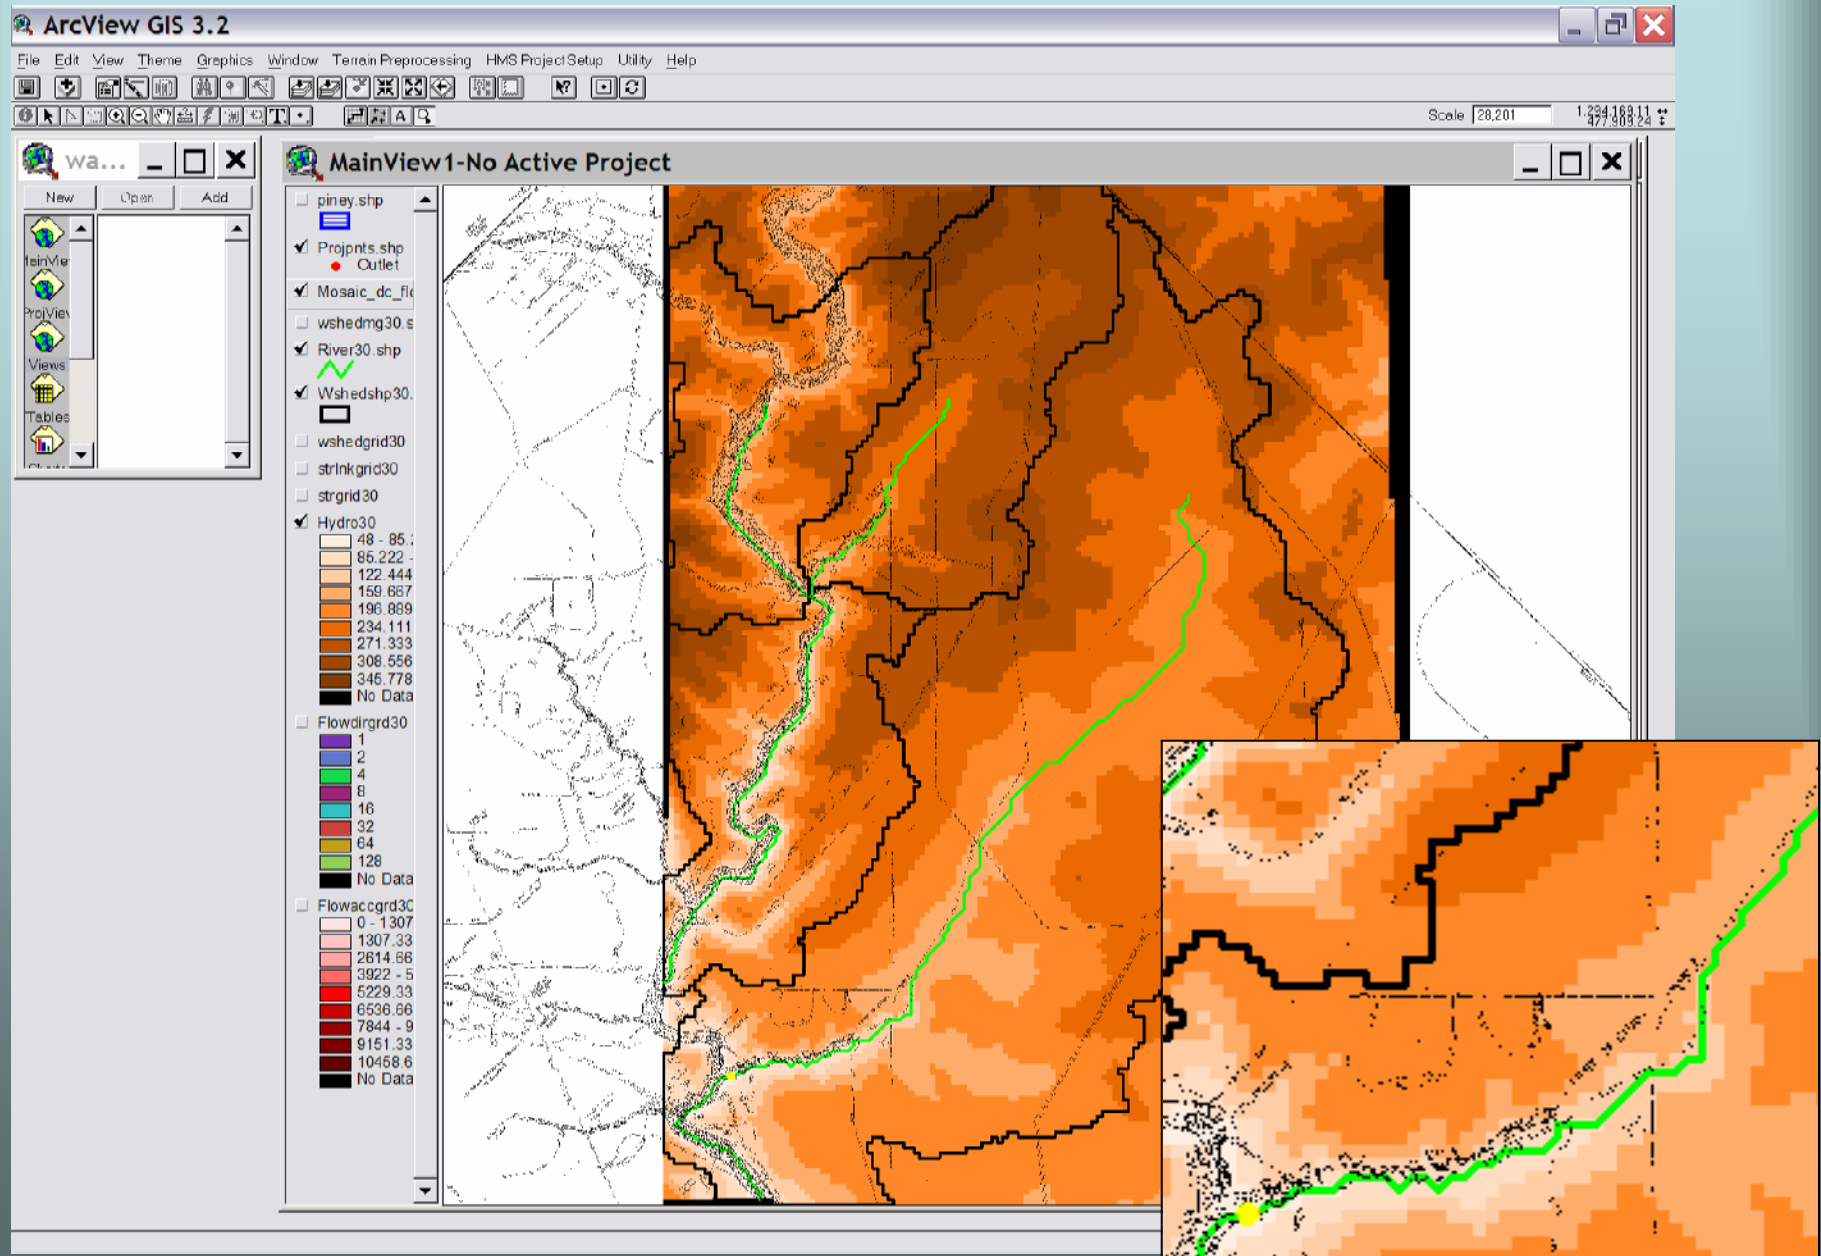 ArcView GIS 3.2
File Edit View Theme Graphics Window Terrain Preprocessing HMS Project Setup Utility Help
Scale 28,201
wa...
New Open Add
Views
Tables
MainView1-No Active Project
piney.shp
Projpnts.shp
Outlet
Mosaic_dc_flo
wshedmg30.s
River30.shp
Wshedshp30.
wshedgrid30
strlnkgrid30
strgrid30
Hydro30
48 - 85.
85.222 -
122.444
159.667
196.889
234.111
271.333
308.556
345.778
No Data
Flowdirgrd30
1
2
4
8
16
32
64
128
No Data
Flowaccgrd30
0 - 1307
1307.33
2614.66
3922 - 5
5229.33
6536.66
7844 - 9
9151.33
10458.6
No Data